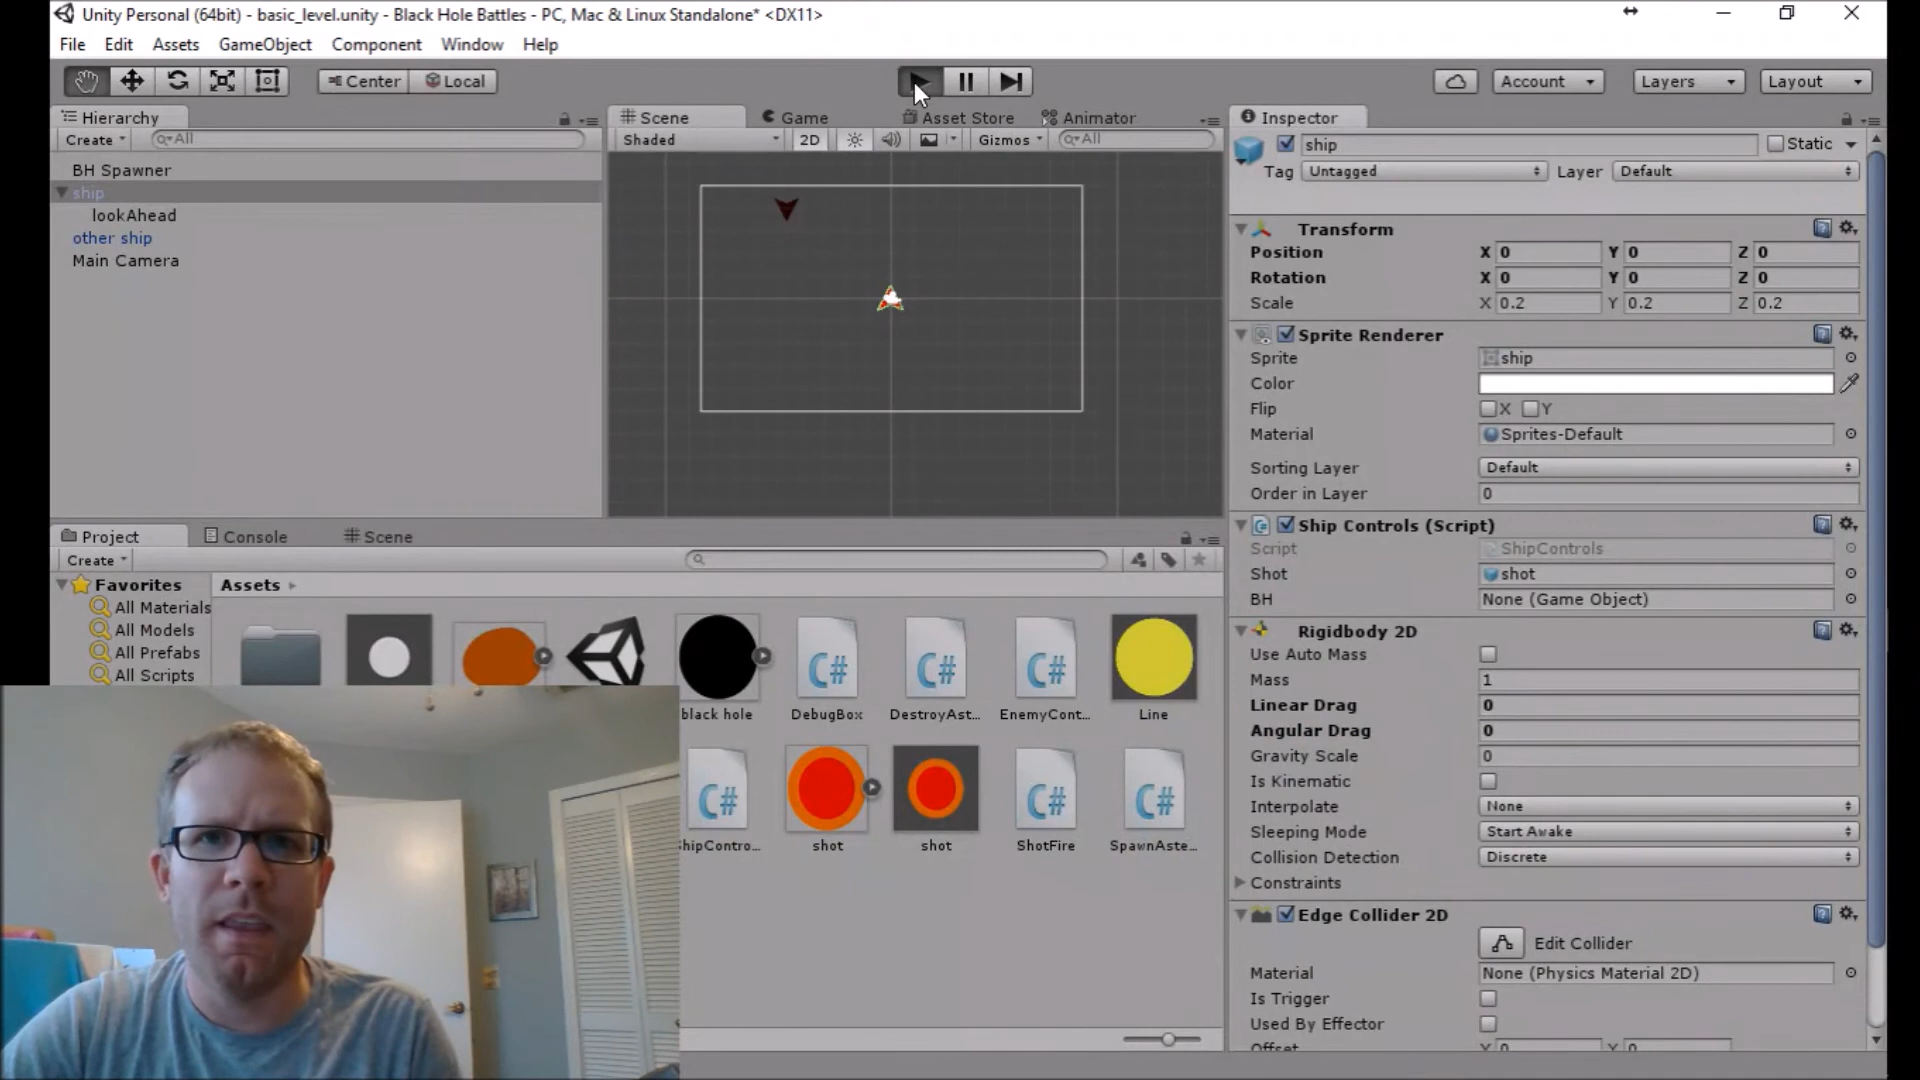 Unity Personal (64bit) - basic_level.unity - Black Hole Battles - PC, Mac & Linux Standalone* <DX11>
File Edit Assets GameObject Component Window Help
Center Local Account Layers Layout
Hierarchy
Create All
BH Spawner
ship
lookAhead
other ship
Main Camera
Scene Game Asset Store Animator
Shaded 2D Gizmos All
Inspector
ship Static
Tag Untagged Layer Default
Transform
Position X 0 Y 0 Z 0
Rotation X 0 Y 0 Z 0
Scale X 0.2 Y 0.2 Z 0.2
Sprite Renderer
Sprite ship
Color
Flip X Y
Material Sprites-Default
Sorting Layer Default
Order in Layer 0
Ship Controls (Script)
Script ShipControls
Shot shot
BH None (Game Object)
Rigidbody 2D
Use Auto Mass
Mass 1
Linear Drag 0
Angular Drag 0
Gravity Scale 0
Is Kinematic
Interpolate None
Sleeping Mode Start Awake
Collision Detection Discrete
Constraints
Edge Collider 2D
Edit Collider
Material None (Physics Material 2D)
Is Trigger
Used By Effector
Offset X 0 Y 0
Project Console Scene
Create
Favorites
All Materials
All Models
All Prefabs
All Scripts
Assets
C# C# C#
black hole DebugBox DestroyAst... EnemyCont... Line
C# C# C#
ShipContro... shot shot ShotFire SpawnAste...